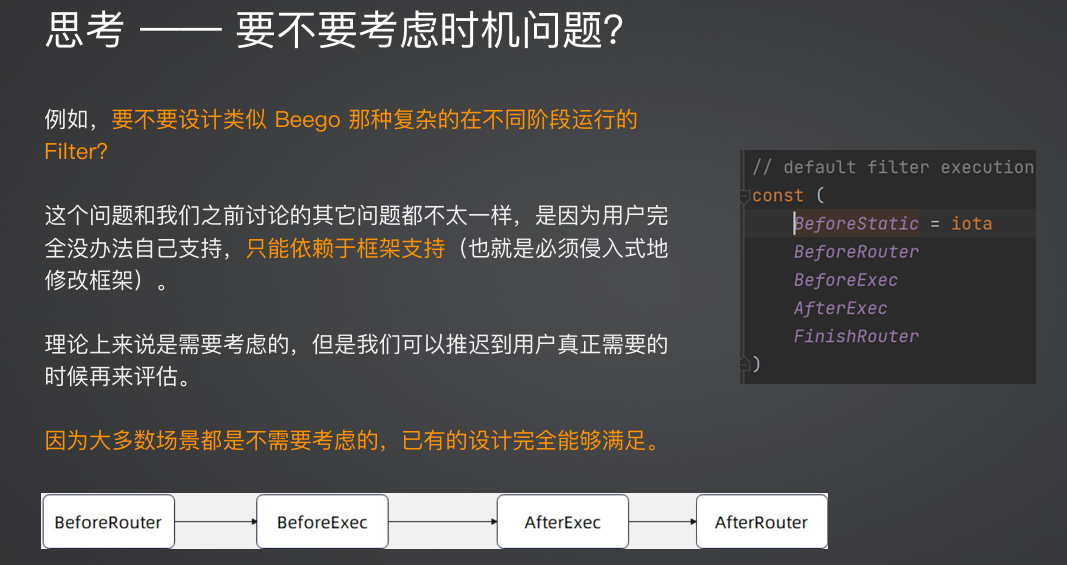 思考 —— 要不要考虑时机问题？
例如，要不要设计类似 Beego 那种复杂的在不同阶段运行的
Filter？
这个问题和我们之前讨论的其它问题都不太一样，是因为用户完
全没办法自己支持，只能依赖于框架支持（也就是必须侵入式地
修改框架）。
理论上来说是需要考虑的，但是我们可以推迟到用户真正需要的
时候再来评估。
因为大多数场景都是不需要考虑的，已有的设计完全能够满足。
// default filter execution
const (
BeforeStatic = iota
BeforeRouter
BeforeExec
AfterExec
FinishRouter
)
BeforeRouter
BeforeExec
AfterExec
AfterRouter